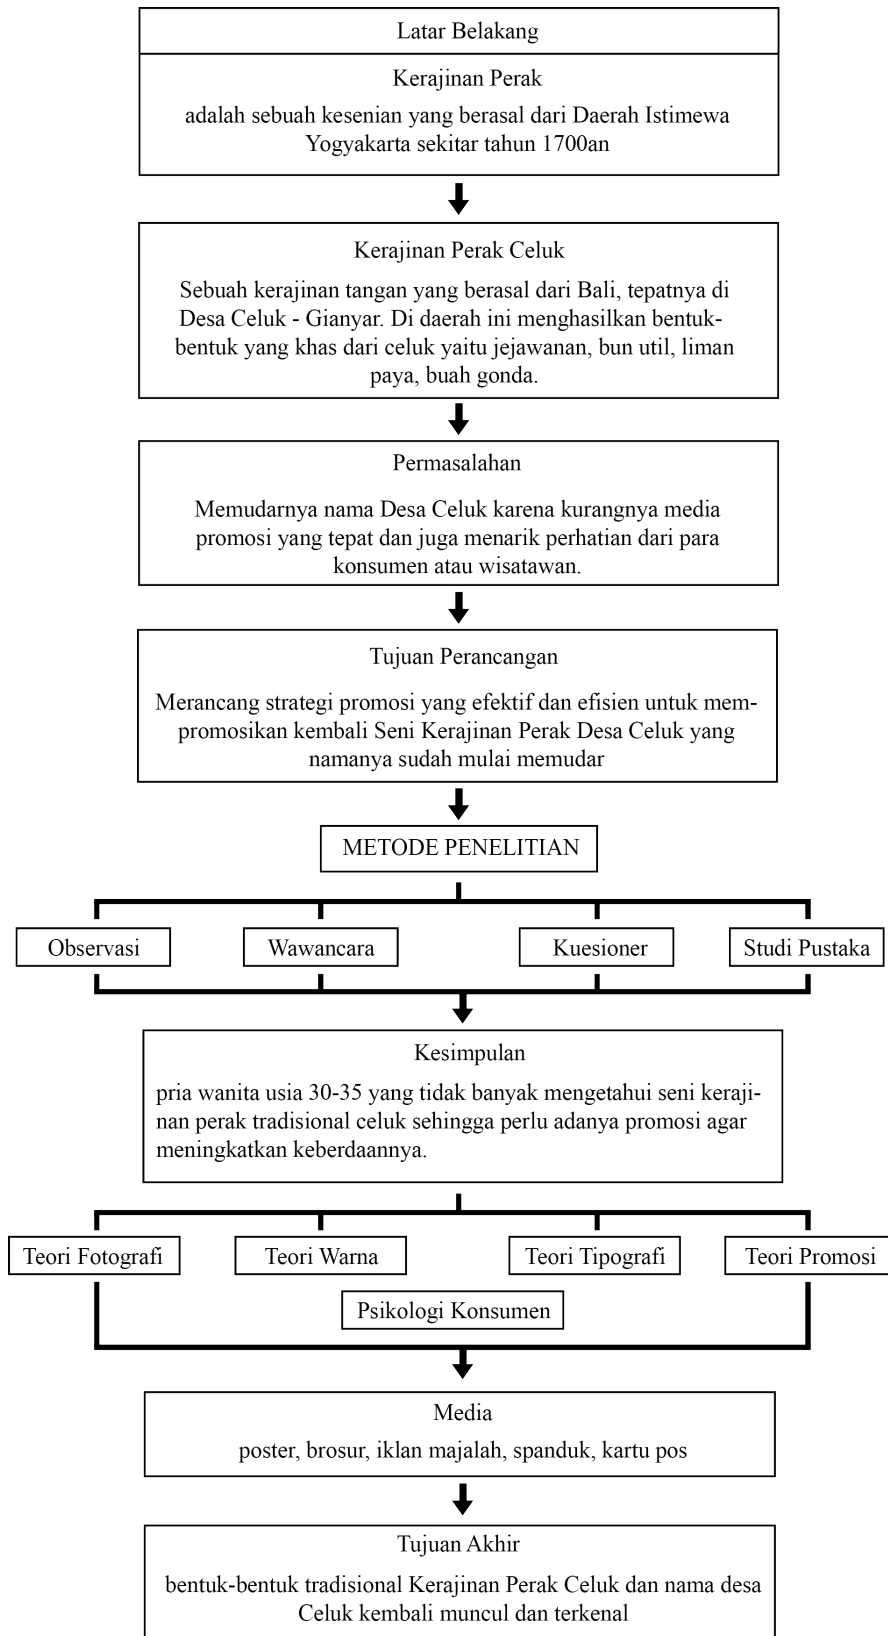 Latar Belakang
Kerajinan Perak
adalah sebuah kesenian yang berasal dari Daerah Istimewa
Yogyakarta sekitar tahun 1700an
Kerajinan Perak Celuk
Sebuah kerajinan tangan yang berasal dari Bali, tepatnya di
Desa Celuk - Gianyar. Di daerah ini menghasilkan bentuk-
bentuk yang khas dari celuk yaitu jejawanan, bun util, liman
paya, buah gonda.
Permasalahan
Memudarnya nama Desa Celuk karena kurangnya media
promosi yang tepat dan juga menarik perhatian dari para
konsumen atau wisatawan.
Tujuan Perancangan
Merancang strategi promosi yang efektif dan efisien untuk mem-
promosikan kembali Seni Kerajinan Perak Desa Celuk yang
namanya sudah mulai memudar
METODE PENELITIAN
Observasi
Wawancara
Kuesioner
Studi Pustaka
Kesimpulan
pria wanita usia 30-35 yang tidak banyak mengetahui seni keraji-
nan perak tradisional celuk sehingga perlu adanya promosi agar
meningkatkan keberdaannya.
Teori Fotografi
Teori Warna
Teori Tipografi
Teori Promosi
Psikologi Konsumen
Media
poster, brosur, iklan majalah, spanduk, kartu pos
Tujuan Akhir
bentuk-bentuk tradisional Kerajinan Perak Celuk dan nama desa
Celuk kembali muncul dan terkenal